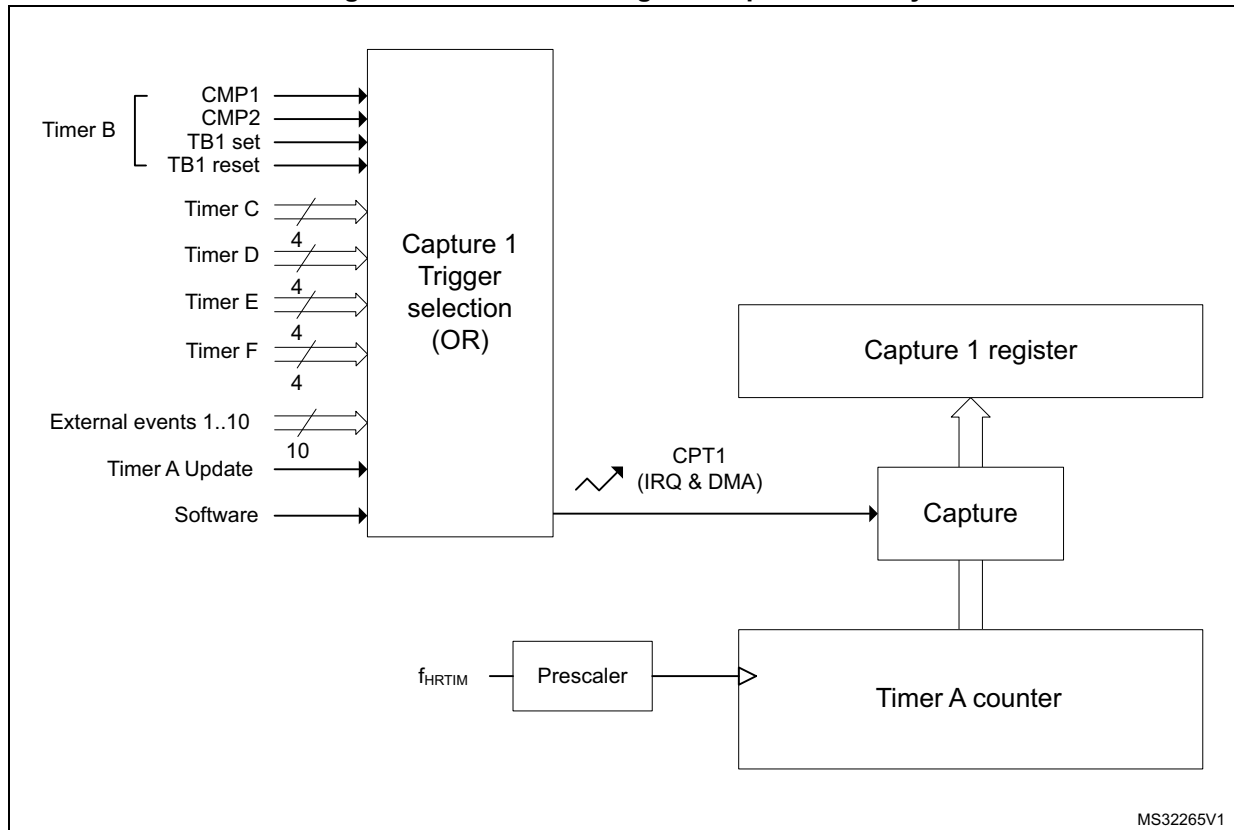 CMP1
CMP2
Timer B
TB1 set
TB1 reset
Timer C
4
Timer D
4
Timer E
4
Timer F
4
External events 1..10
10
Timer A Update
Software
Capture 1
Trigger
selection
(OR)
CPT1
(IRQ & DMA)
Capture 1 register
Capture
fHRTIM
Prescaler
Timer A counter
MS32265V1